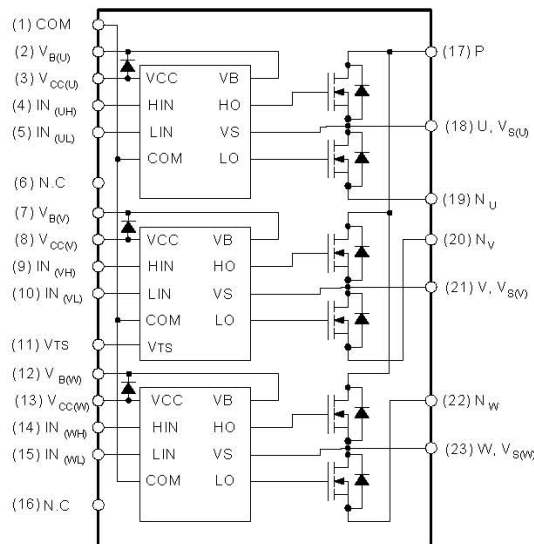 (1) COM
(2) VB(U)
(3) VCC(U)
(4) IN (UH)
(5) IN (UL)
(6) N.C
(7) VB(V)
(8) VCC(V)
(9) IN (VH)
(10) IN (VL)
(11) VTS
(12) VB(W)
(13) VCC(W)
(14) IN (WH)
(15) IN (WL)
(16) N.C
VCC VB
HIN HO
LIN VS
COM LO
VCC VB
HIN HO
LIN VS
COM LO
VTS
VCC VB
HIN HO
LIN VS
COM LO
(17) P
(18) U, VS(U)
(19) NU
(20) NV
(21) V, VS(V)
(22) NW
(23) W, VS(W)